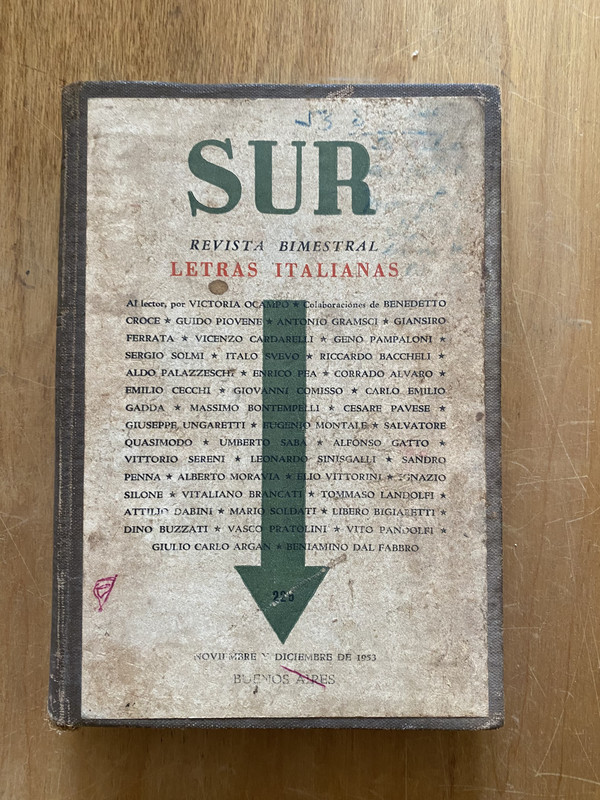 SUR
REVISTA BIMESTRAL
LETRAS ITALIANAS
Al lector, por VICTORIA OCAMPO ★ Colaboraciónes de BENEDETTO
CROCE ★ GUIDO PIOVENE ★ ANTONIO GRAMSCI ★ GIANSIRO
FERRATA ★ VICENZO CARDARELLI ★ GENO PAMPALONI ★
SERGIO SOLMI ★ ITALO SVEVO ★ RICCARDO BACCHELI ★
ALDO PALAZZESCHI ★ ENRICO PEA ★ CORRADO ALVARO ★
EMILIO CECCHI ★ GIOVANNI COMISSO ★ CARLO EMILIO
GADDA ★ MASSIMO BONTEMPELLI ★ CESARE PAVESE ★
GIUSEPPE UNGARETTI ★ EUGENIO MONTALE ★ SALVATORE
QUASIMODO ★ UMBERTO SABA ★ ALFONSO GATTO ★
VITTORIO SERENI ★ LEONARDO SINISGALLI ★ SANDRO
PENNA ★ ALBERTO MORAVIA ★ ELIO VITTORINI ★ IGNAZIO
SILONE ★ VITALIANO BRANCATI ★ TOMMASO LANDOLFI ★
ATTILIO DABINI ★ MARIO SOLDATI ★ LIBERO BIGIARETTI ★
DINO BUZZATI ★ VASCO PRATOLINI ★ VITO PANDOLFI ★
GIULIO CARLO ARGAN ★ BENIAMINO DAL FABBRO
225
NOVIEMBRE Y DICIEMBRE DE 1953
BUENOS AIRES